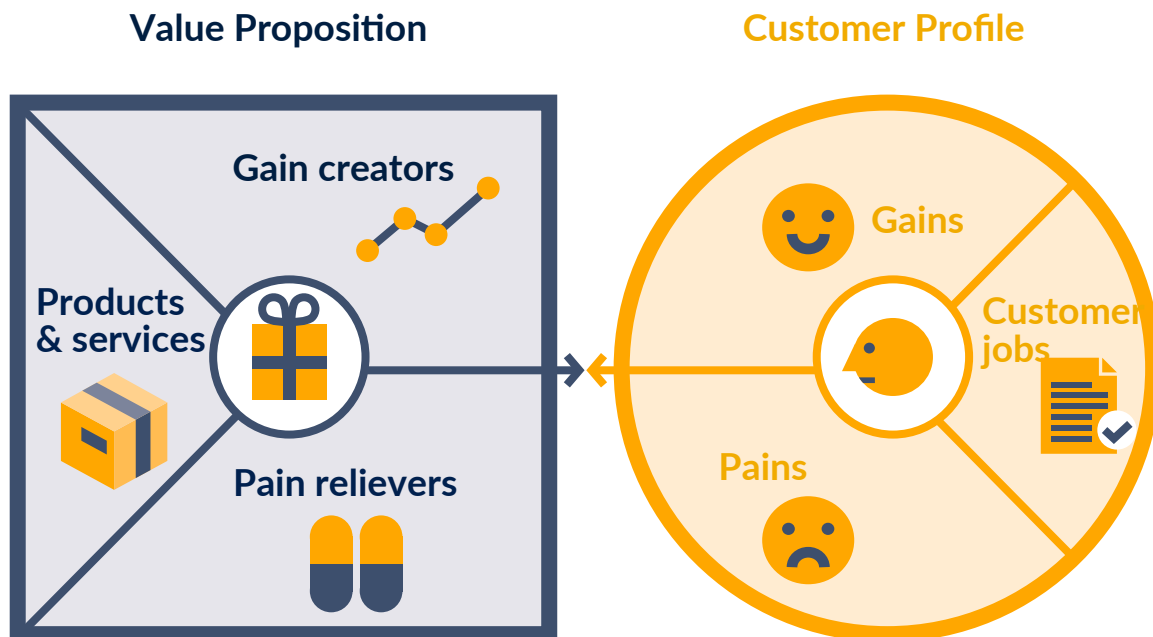 Value Proposition
Customer Profile
Gain creators
Gains
Products
& services
Customer
jobs
Pain relievers
Pains